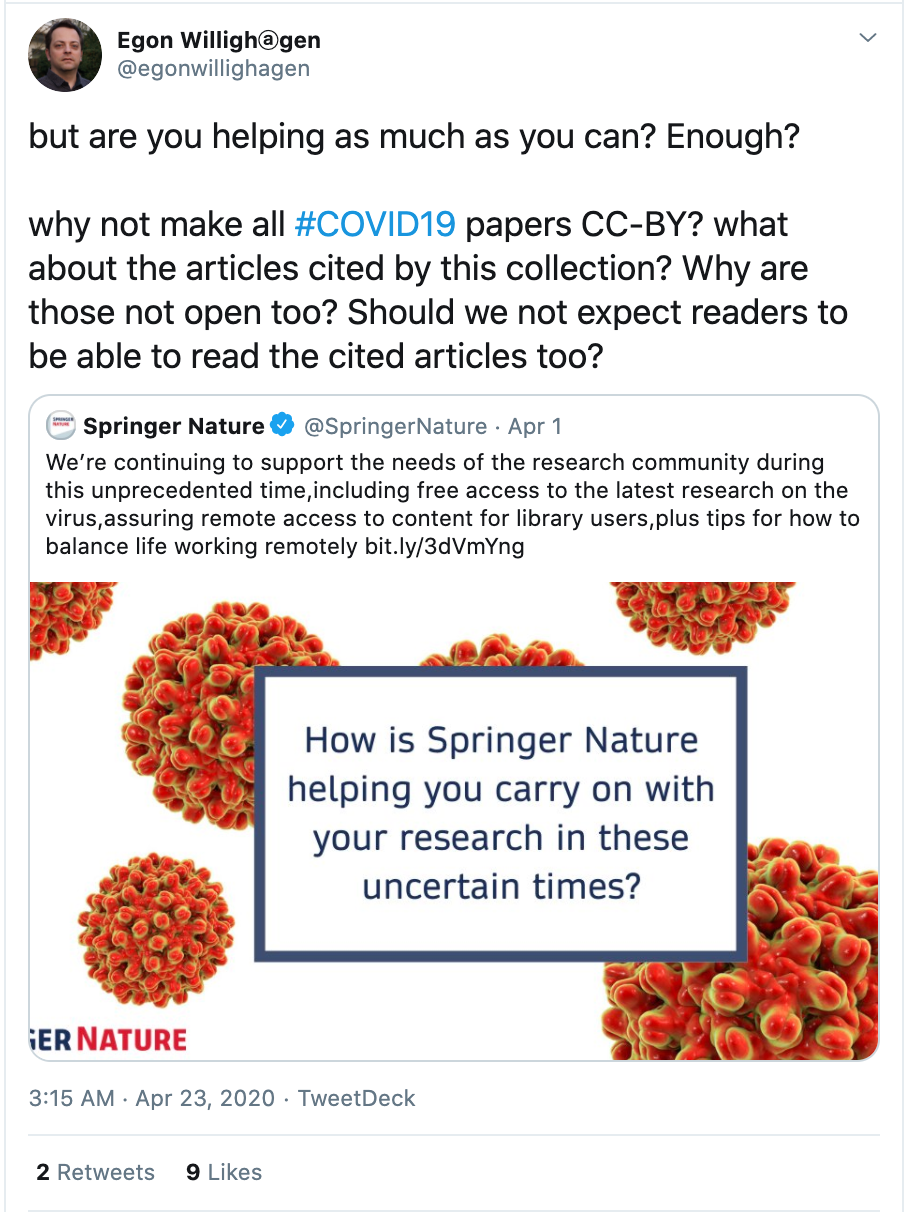 Egon Willighⓐgen
@egonwillighagen
but are you helping as much as you can? Enough?
why not make all #COVID19 papers CC-BY? what
about the articles cited by this collection? Why are
those not open too? Should we not expect readers to
be able to read the cited articles too?
SPRINGER
NATURE
Springer Nature @SpringerNature · Apr 1
We’re continuing to support the needs of the research community during
this unprecedented time,including free access to the latest research on the
virus,assuring remote access to content for library users,plus tips for how to
balance life working remotely bit.ly/3dVmYng
How is Springer Nature
helping you carry on with
your research in these
uncertain times?
GER NATURE
3:15 AM · Apr 23, 2020 · TweetDeck
2 Retweets 9 Likes